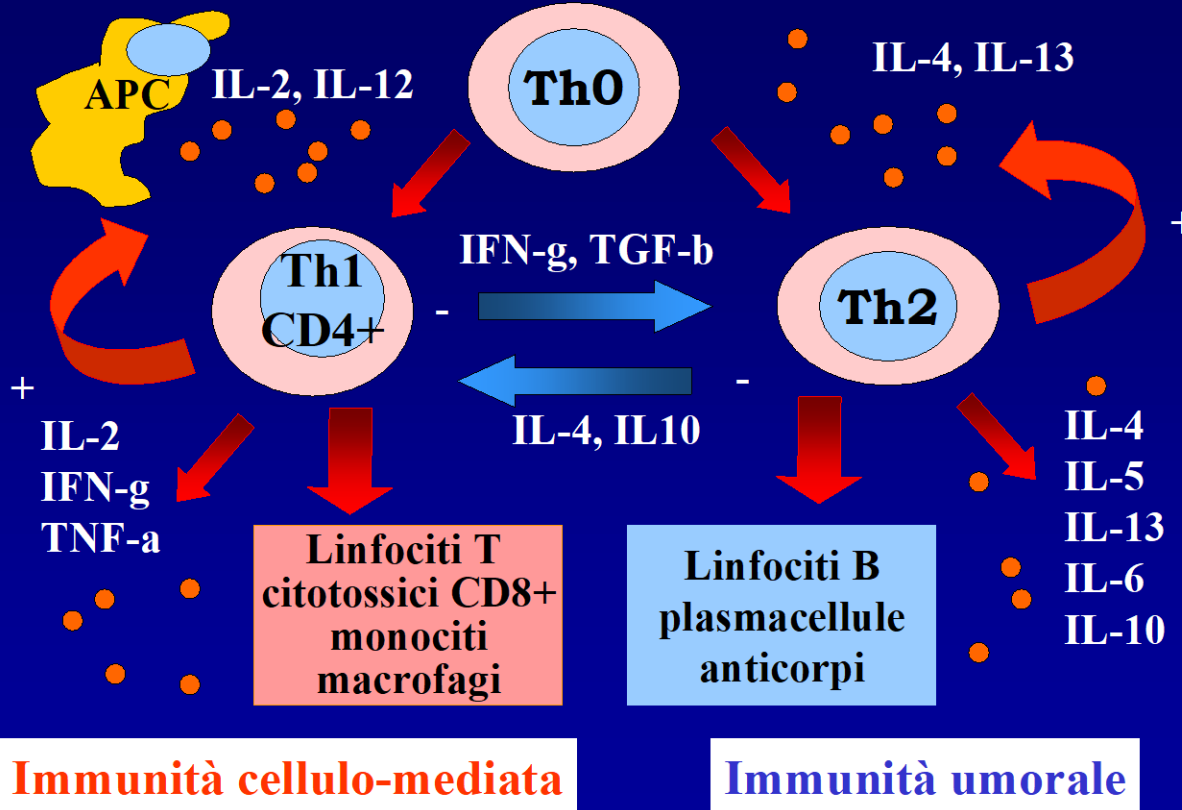 APC
IL-2, IL-12
Th0
IL-4, IL-13
+
Th1
CD4+
IFN-g, TGF-b
-
Th2
-
IL-4, IL10
+
IL-2
IFN-g
TNF-a
IL-4
IL-5
IL-13
IL-6
IL-10
Linfociti T
citotossici CD8+
monociti
macrofagi
Linfociti B
plasmacellule
anticorpi
Immunità cellulo-mediata
Immunità umorale